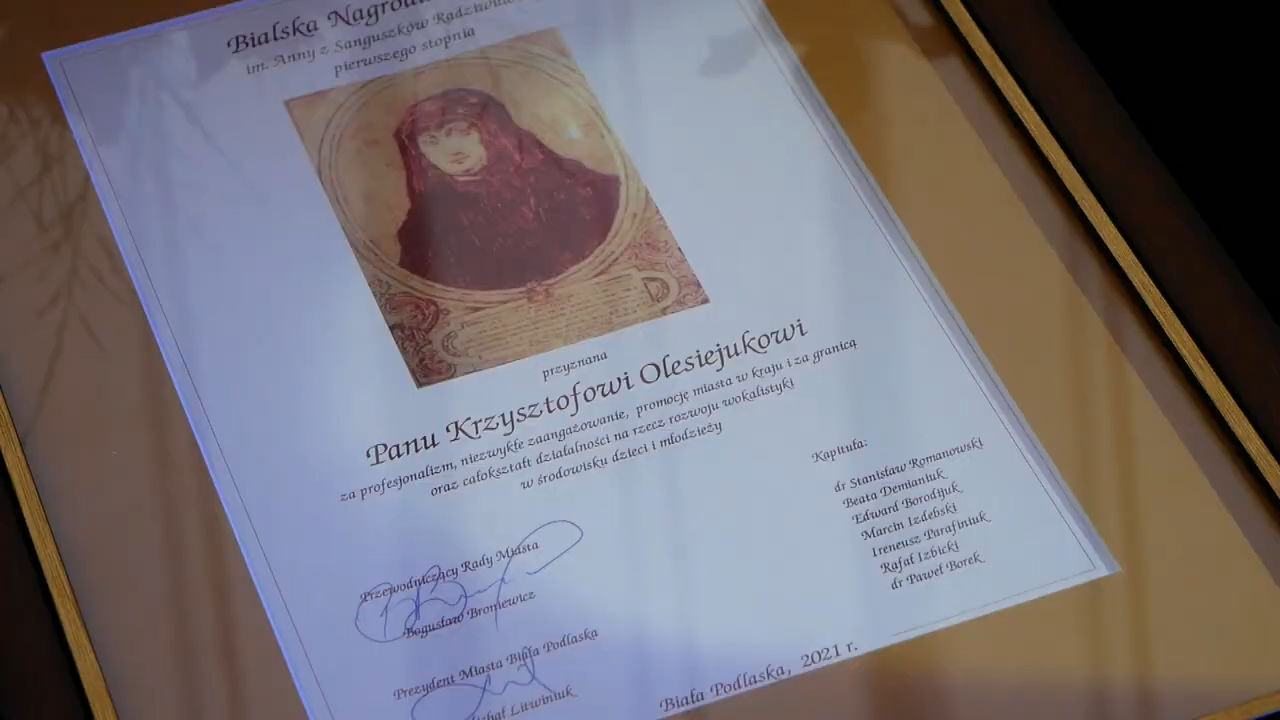 Bialska
im. Anny z Sanguszków
pierwszego stopnia
przyznana
Panu Krzysztofowi Olesiejukowi
za profesjonalizm, niezwykłe zaangażowanie, promocję miasta w kraju i za granicą
oraz całokształt działalności na rzecz rozwoju wokalistyki
w środowisku dzieci i młodzieży
Kapituła:
dr Stanisław Romanowski
Beata Demianiuk
Edward Borodijuk
Marcin Izdebski
Ireneusz Parafiniuk
Rafał Izbicki
dr Paweł Borek
Przewodniczący Rady Miasta
Bogusław Broniewicz
Prezydent Miasta Biała Podlaska
Litwiniuk
Biała Podlaska, 2021 r.